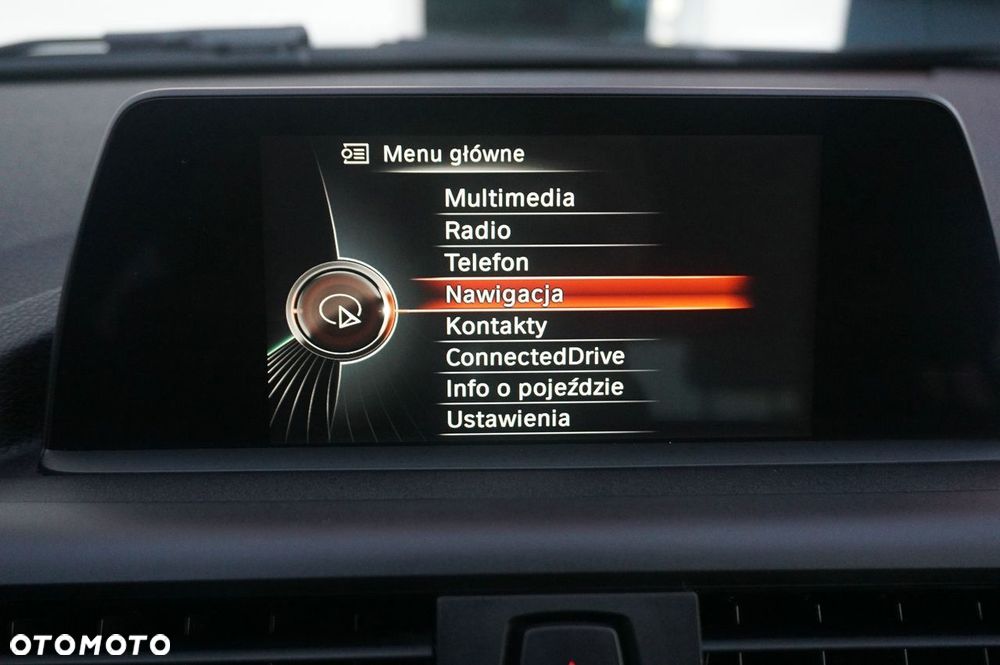 Menu główne
Multimedia
Radio
Telefon
Nawigacja
Kontakty
ConnectedDrive
Info o pojeździe
Ustawienia
OTOMOTO